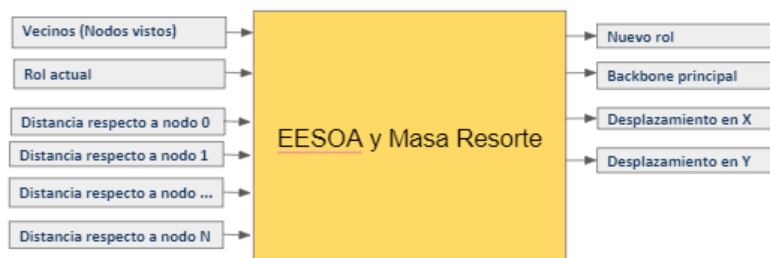 Vecinos (Nodos vistos)
Rol actual
Distancia respecto a nodo 0
Distancia respecto a nodo 1
Distancia respecto a nodo ...
Distancia respecto a nodo N
EESOA y Masa Resorte
Nuevo rol
Backbone principal
Desplazamiento en X
Desplazamiento en Y